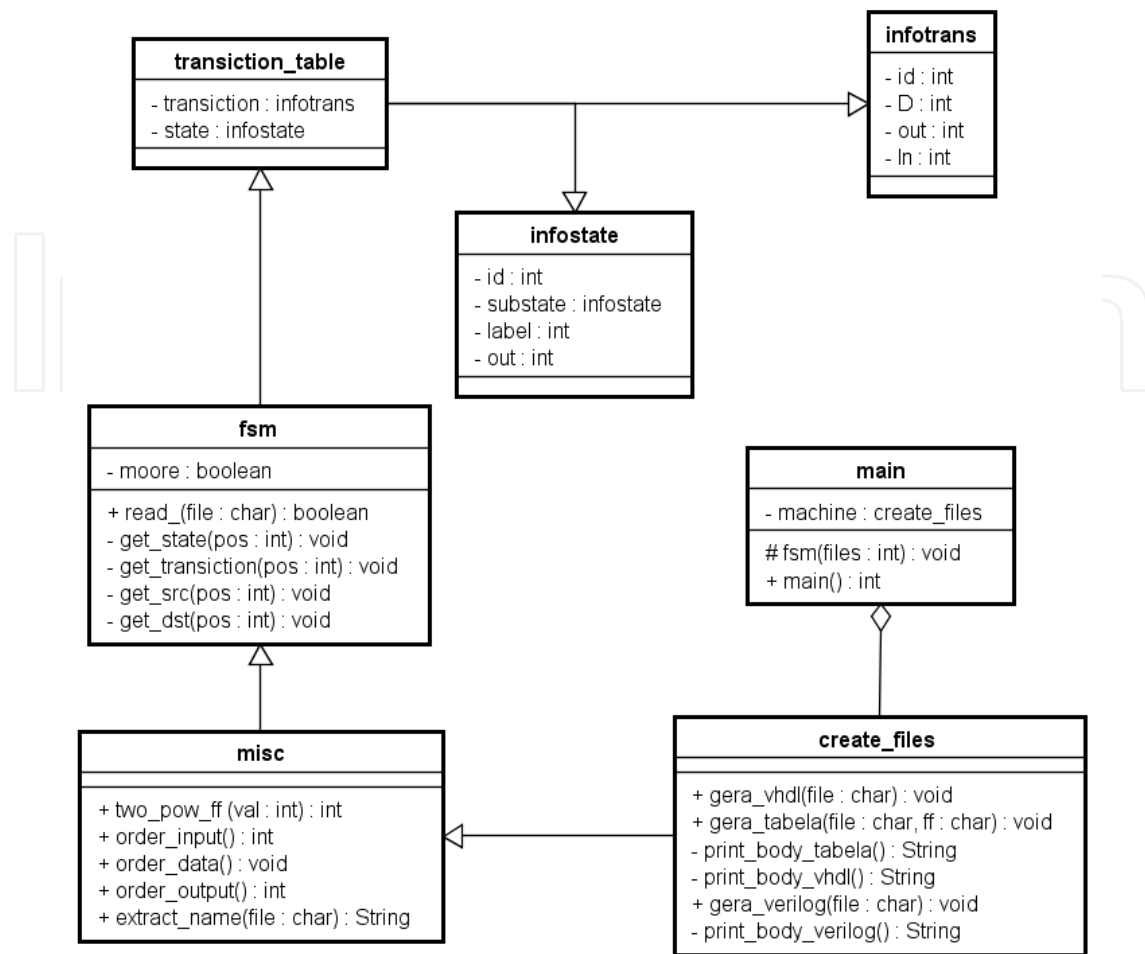 transiction_table
- transiction : infotrans
- state : infostate
infotrans
- id : int
- D : int
- out : int
- In : int
infostate
- id : int
- substate : infostate
- label : int
- out : int
fsm
- moore : boolean
+ read_(file : char) : boolean
- get_state(pos : int) : void
- get_transiction(pos : int) : void
- get_src(pos : int) : void
- get_dst(pos : int) : void
main
- machine : create_files
# fsm(files : int) : void
+ main() : int
misc
+ two_pow_ff (val : int) : int
+ order_input() : int
+ order_data() : void
+ order_output() : int
+ extract_name(file : char) : String
create_files
+ gera_vhdl(file : char) : void
+ gera_tabela(file : char, ff : char) : void
- print_body_tabela() : String
- print_body_vhdl() : String
+ gera_verilog(file : char) : void
- print_body_verilog() : String